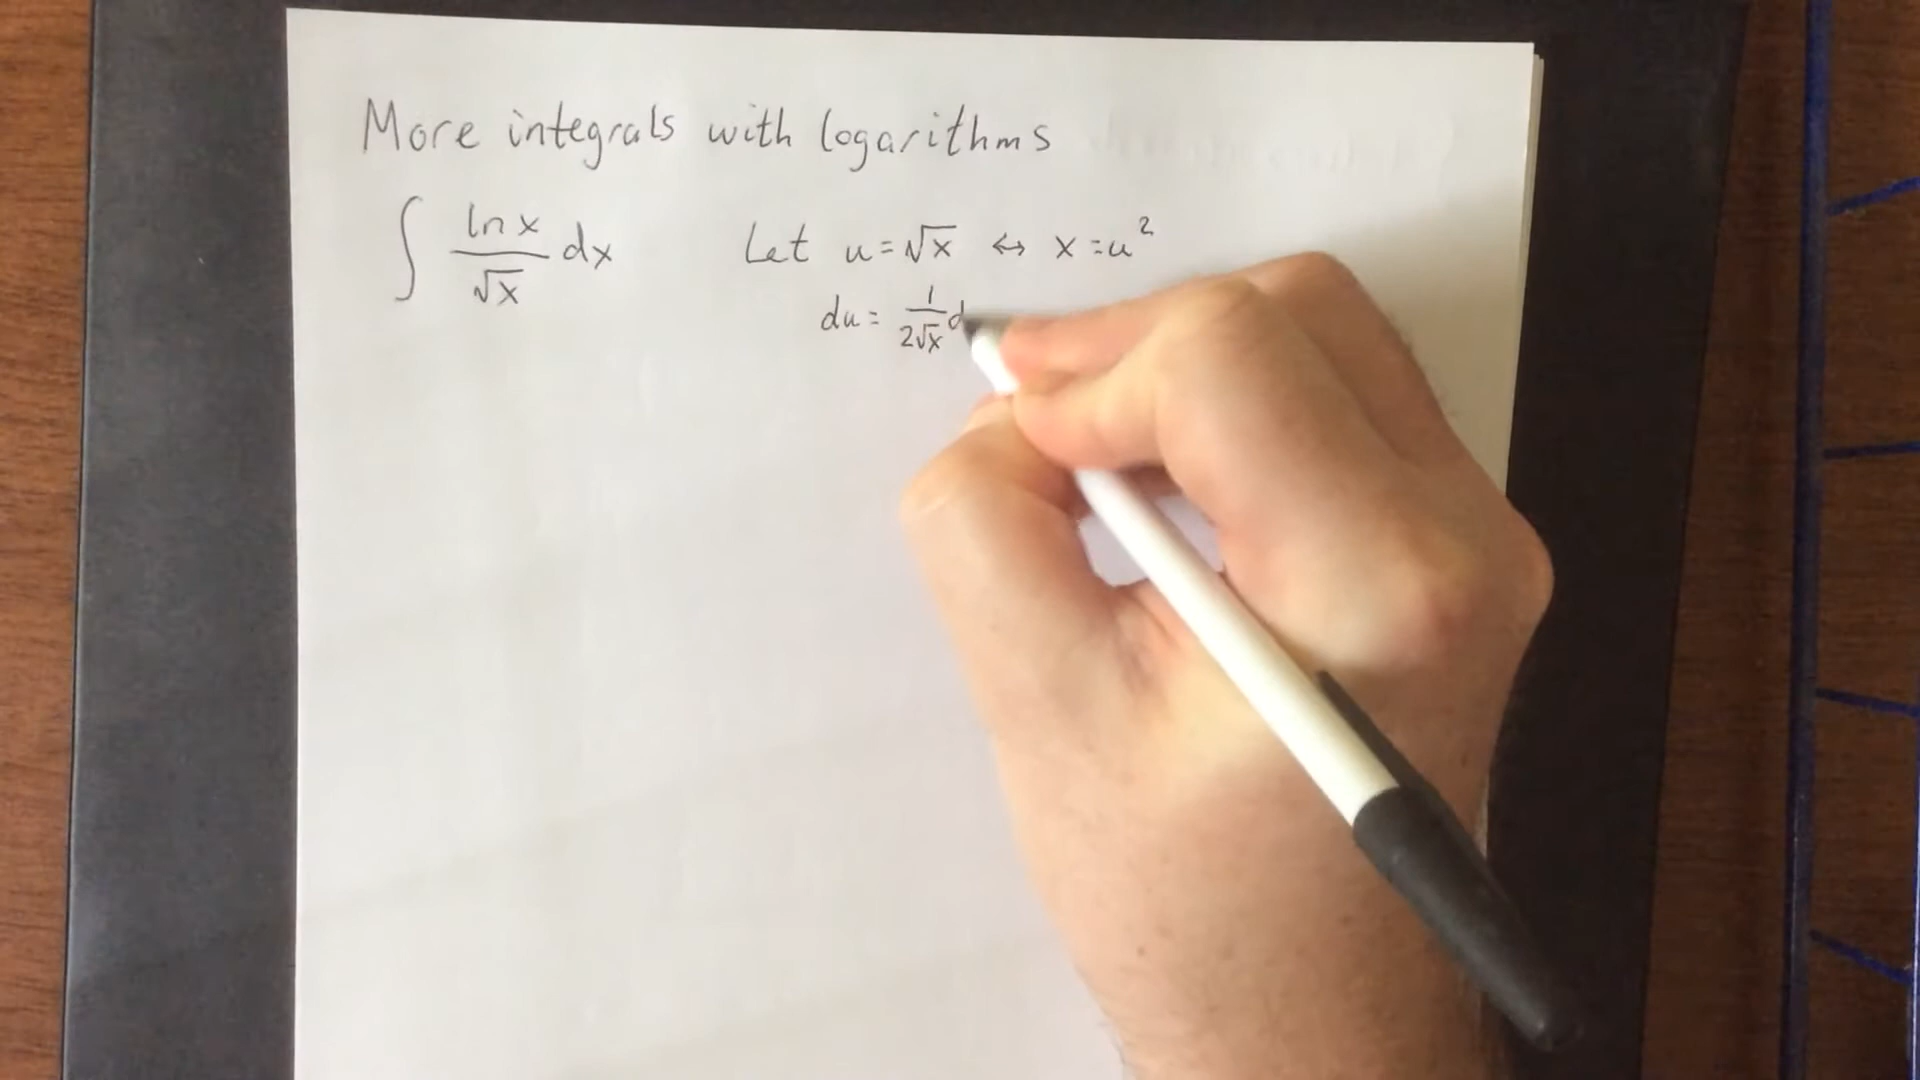 More integrals with logarithms
∫ ln x / √x dx Let u = √x ↔ x = u²
du = 1 / 2√x d